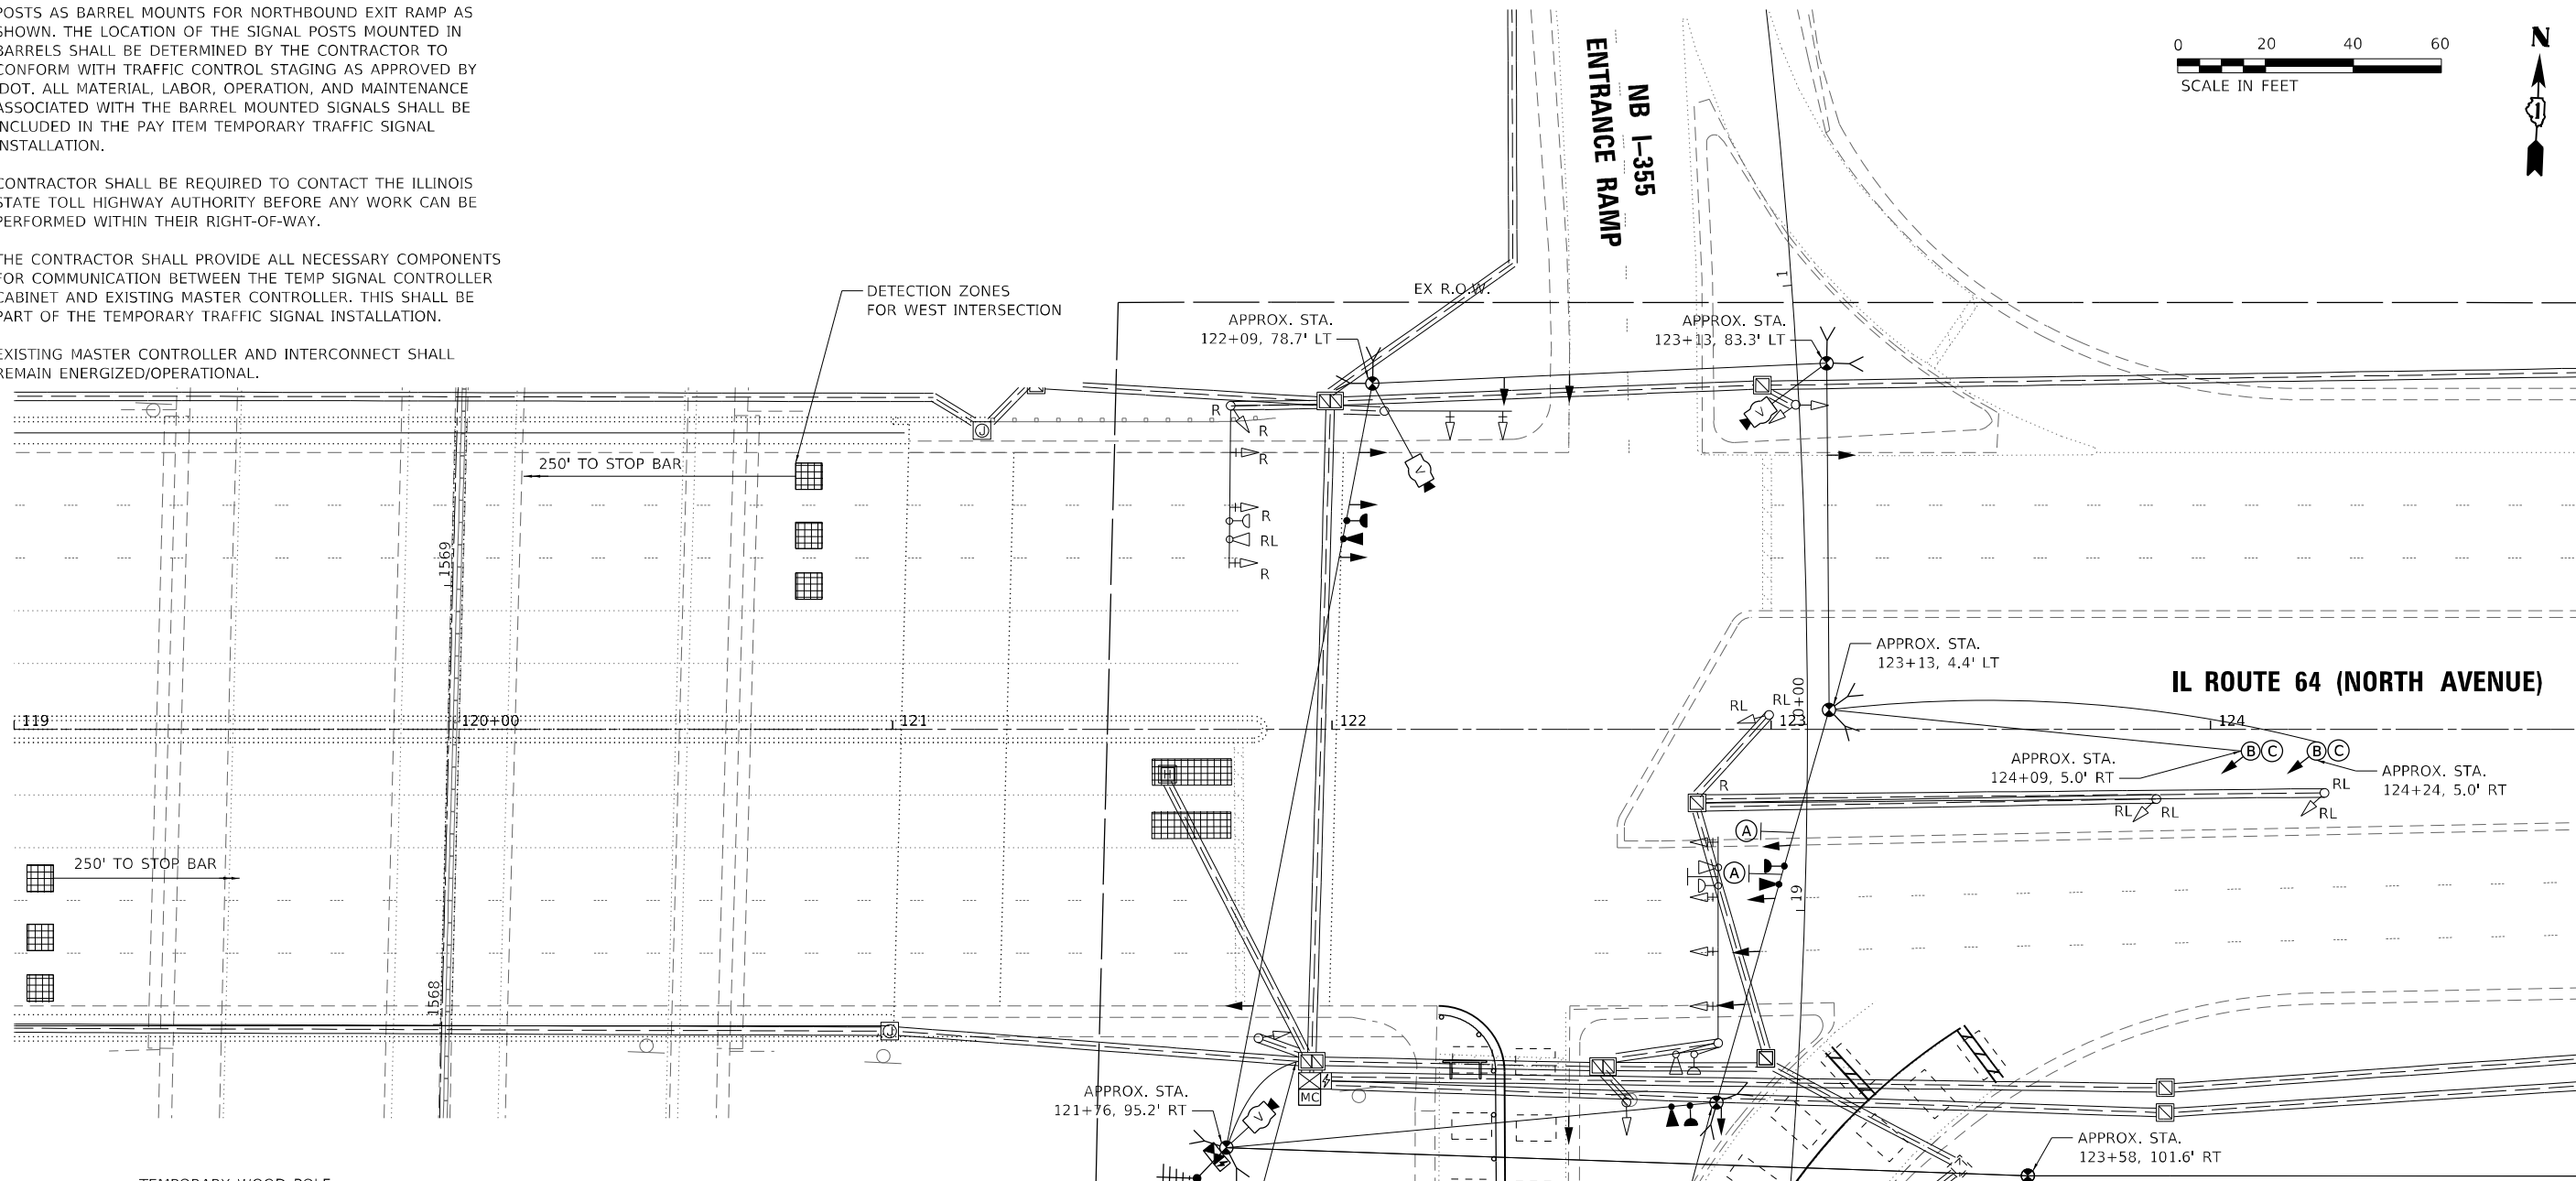 POSTS AS BARREL MOUNTS FOR NORTHBOUND EXIT RAMP AS
SHOWN. THE LOCATION OF THE SIGNAL POSTS MOUNTED IN
BARRELS SHALL BE DETERMINED BY THE CONTRACTOR TO
CONFORM WITH TRAFFIC CONTROL STAGING AS APPROVED BY
IDOT. ALL MATERIAL, LABOR, OPERATION, AND MAINTENANCE
ASSOCIATED WITH THE BARREL MOUNTED SIGNALS SHALL BE
INCLUDED IN THE PAY ITEM TEMPORARY TRAFFIC SIGNAL
INSTALLATION.
CONTRACTOR SHALL BE REQUIRED TO CONTACT THE ILLINOIS
STATE TOLL HIGHWAY AUTHORITY BEFORE ANY WORK CAN BE
PERFORMED WITHIN THEIR RIGHT-OF-WAY.
THE CONTRACTOR SHALL PROVIDE ALL NECESSARY COMPONENTS
FOR COMMUNICATION BETWEEN THE TEMP SIGNAL CONTROLLER
CABINET AND EXISTING MASTER CONTROLLER. THIS SHALL BE
PART OF THE TEMPORARY TRAFFIC SIGNAL INSTALLATION.
EXISTING MASTER CONTROLLER AND INTERCONNECT SHALL
REMAIN ENERGIZED/OPERATIONAL.
DETECTION ZONES
FOR WEST INTERSECTION
NB I-355
ENTRANCE RAMP
0 20 40 60
SCALE IN FEET
N
1
EX R.O.W.
1
APPROX. STA.
122+09, 78.7' LT
APPROX. STA.
123+13, 83.3' LT
R
R
R
R
RL
R
J
V
V
250' TO STOP BAR
1569
APPROX. STA.
123+13, 4.4' LT
IL ROUTE 64 (NORTH AVENUE)
119
120+00
121
122
123
124
0+00
RL
RL
H
B C
B C
APPROX. STA.
124+09, 5.0' RT
APPROX. STA.
124+24, 5.0' RT
R
RL
RL
RL
RL
A
A
19
250' TO STOP BAR
1568
J
MC
V
APPROX. STA.
121+76, 95.2' RT
APPROX. STA.
123+58, 101.6' RT
TEMPORARY WOOD POLE